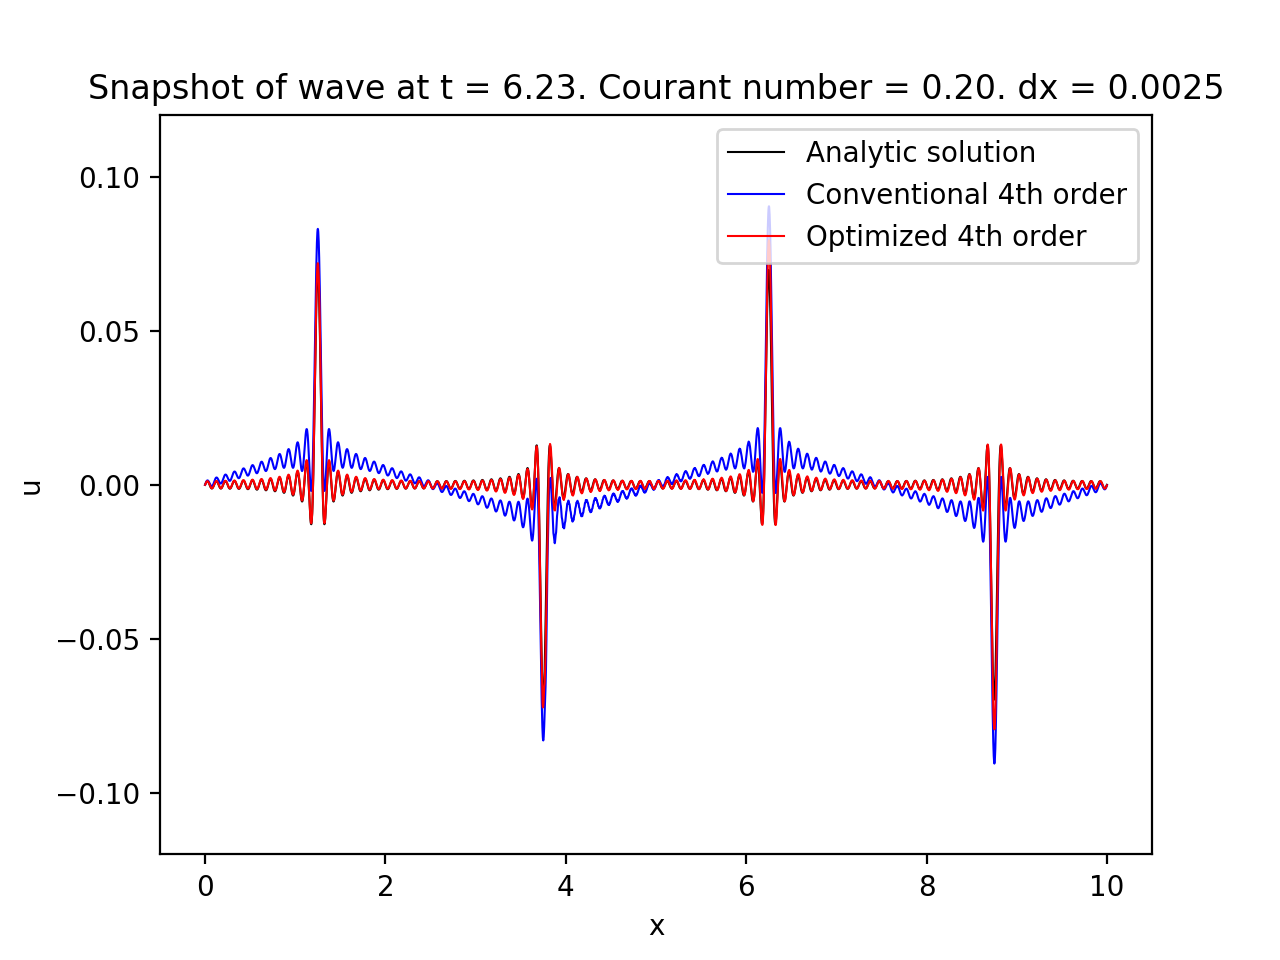 Snapshot of wave at t = 6.23. Courant number = 0.20. dx = 0.0025
Analytic solution
Conventional 4th order
Optimized 4th order
0.10
0.05
0.00
−0.05
−0.10
u
0 2 4 6 8 10
x